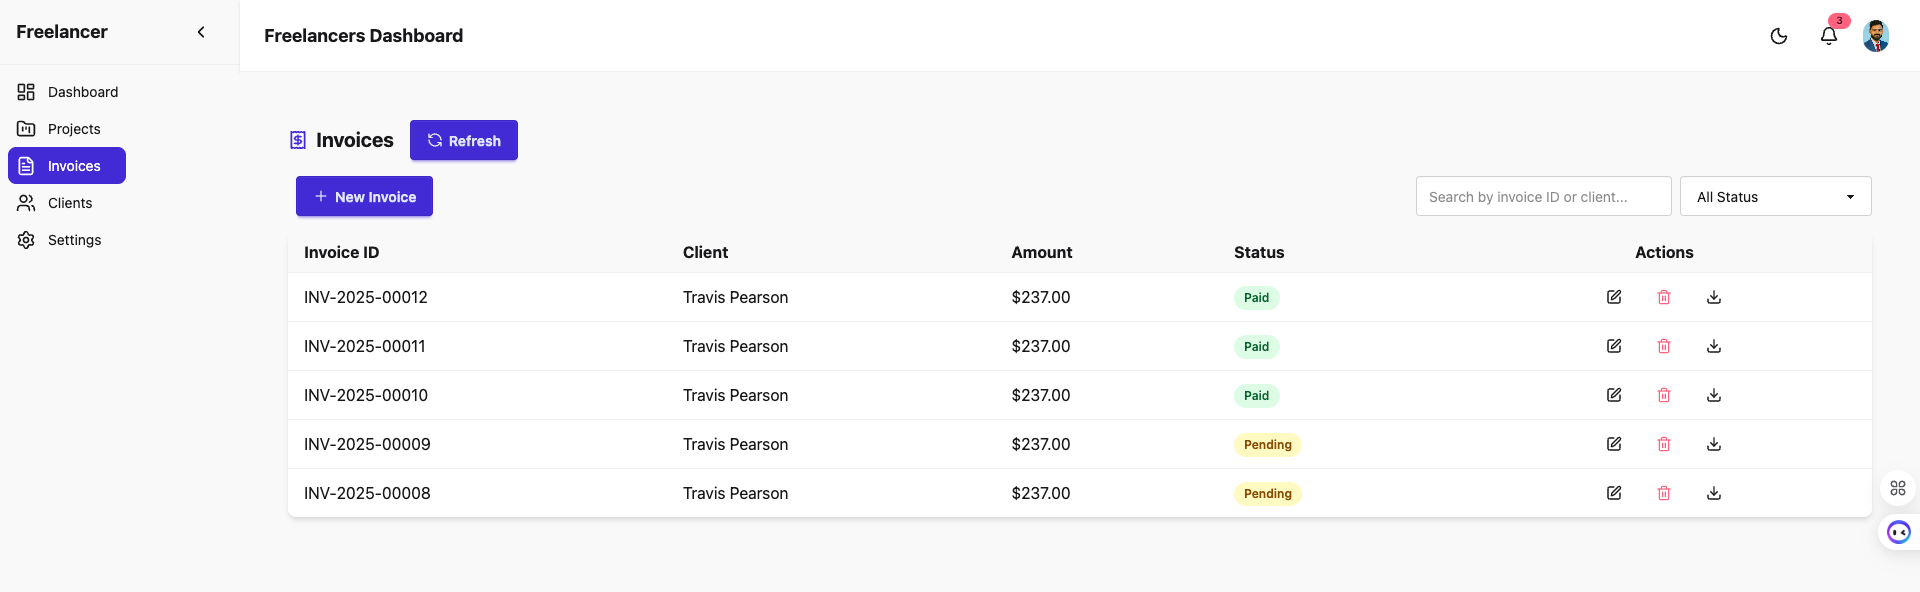 Freelancer
Freelancers Dashboard
3
Dashboard
Projects
Invoices
Clients
Settings
Invoices
Refresh
New Invoice
Search by invoice ID or client...
All Status
Invoice ID Client Amount Status Actions
INV-2025-00012 Travis Pearson $237.00 Paid
INV-2025-00011 Travis Pearson $237.00 Paid
INV-2025-00010 Travis Pearson $237.00 Paid
INV-2025-00009 Travis Pearson $237.00 Pending
INV-2025-00008 Travis Pearson $237.00 Pending